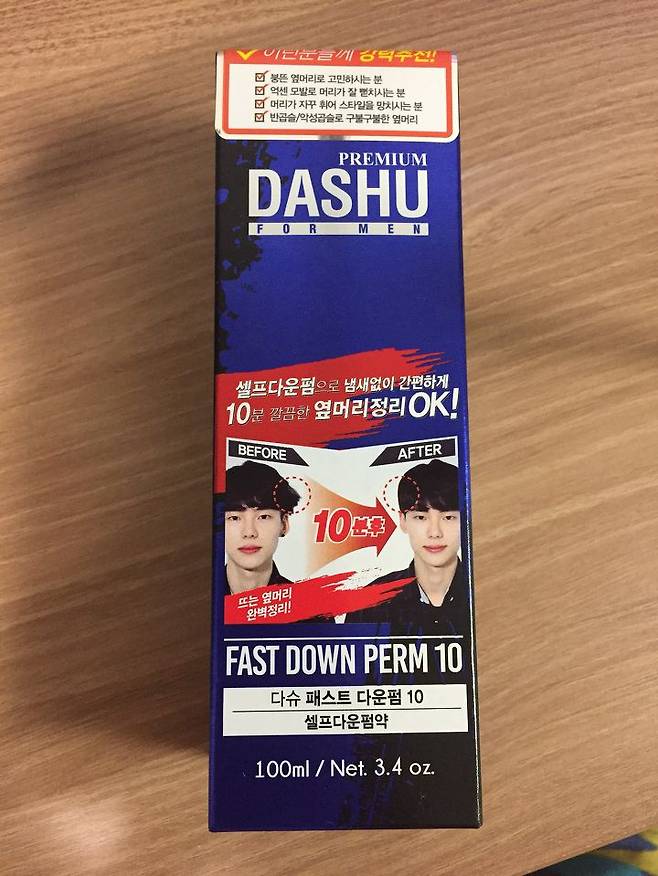 이런분들께 강력추천!
붕뜬 옆머리로 고민하시는 분
억센 모발로 머리가 잘 뻗치시는 분
머리가 자꾸 휘어 스타일을 망치시는 분
반곱슬/악성곱슬로 구불구불한 옆머리
PREMIUM
DASHU
FOR MEN
셀프다운펌으로 냄새없이 간편하게
10분 깔끔한 옆머리정리 OK!
BEFORE
AFTER
10분후
뜨는 옆머리
완벽정리!
FAST DOWN PERM 10
다슈 패스트 다운펌 10
셀프다운펌약
100ml / Net. 3.4 oz.